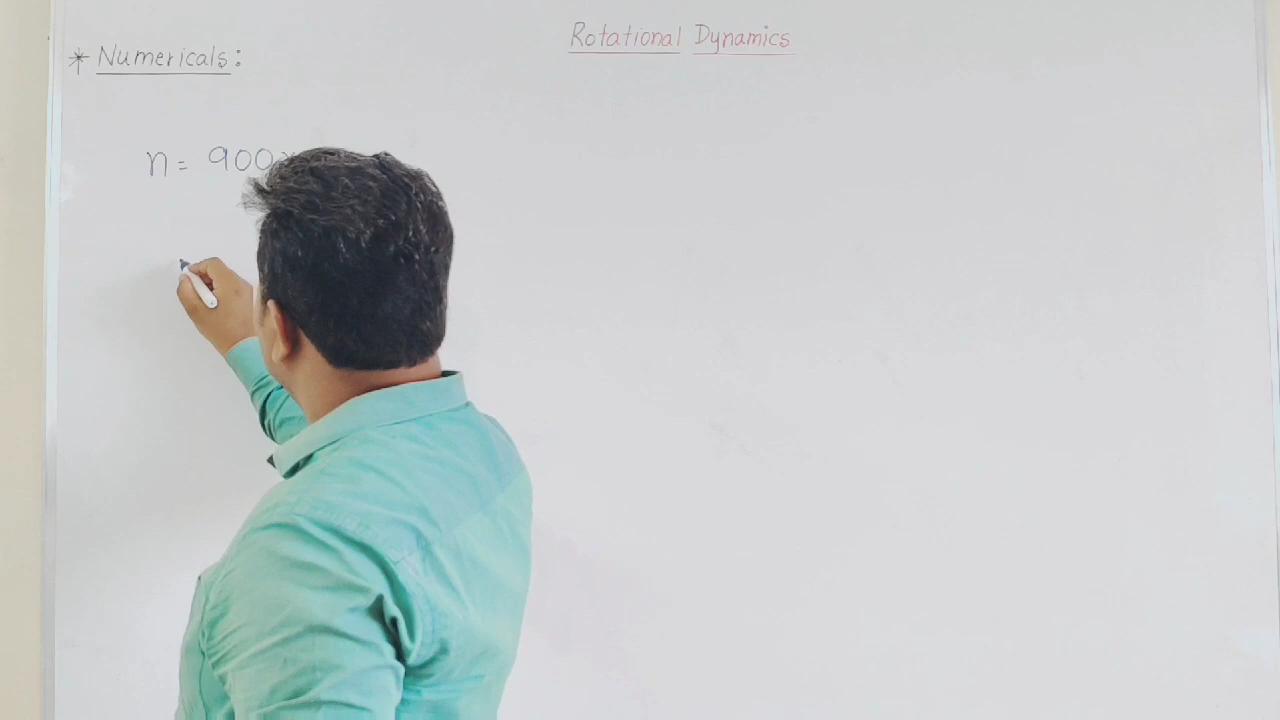 Rotational Dynamics
* Numericals:
n = 900